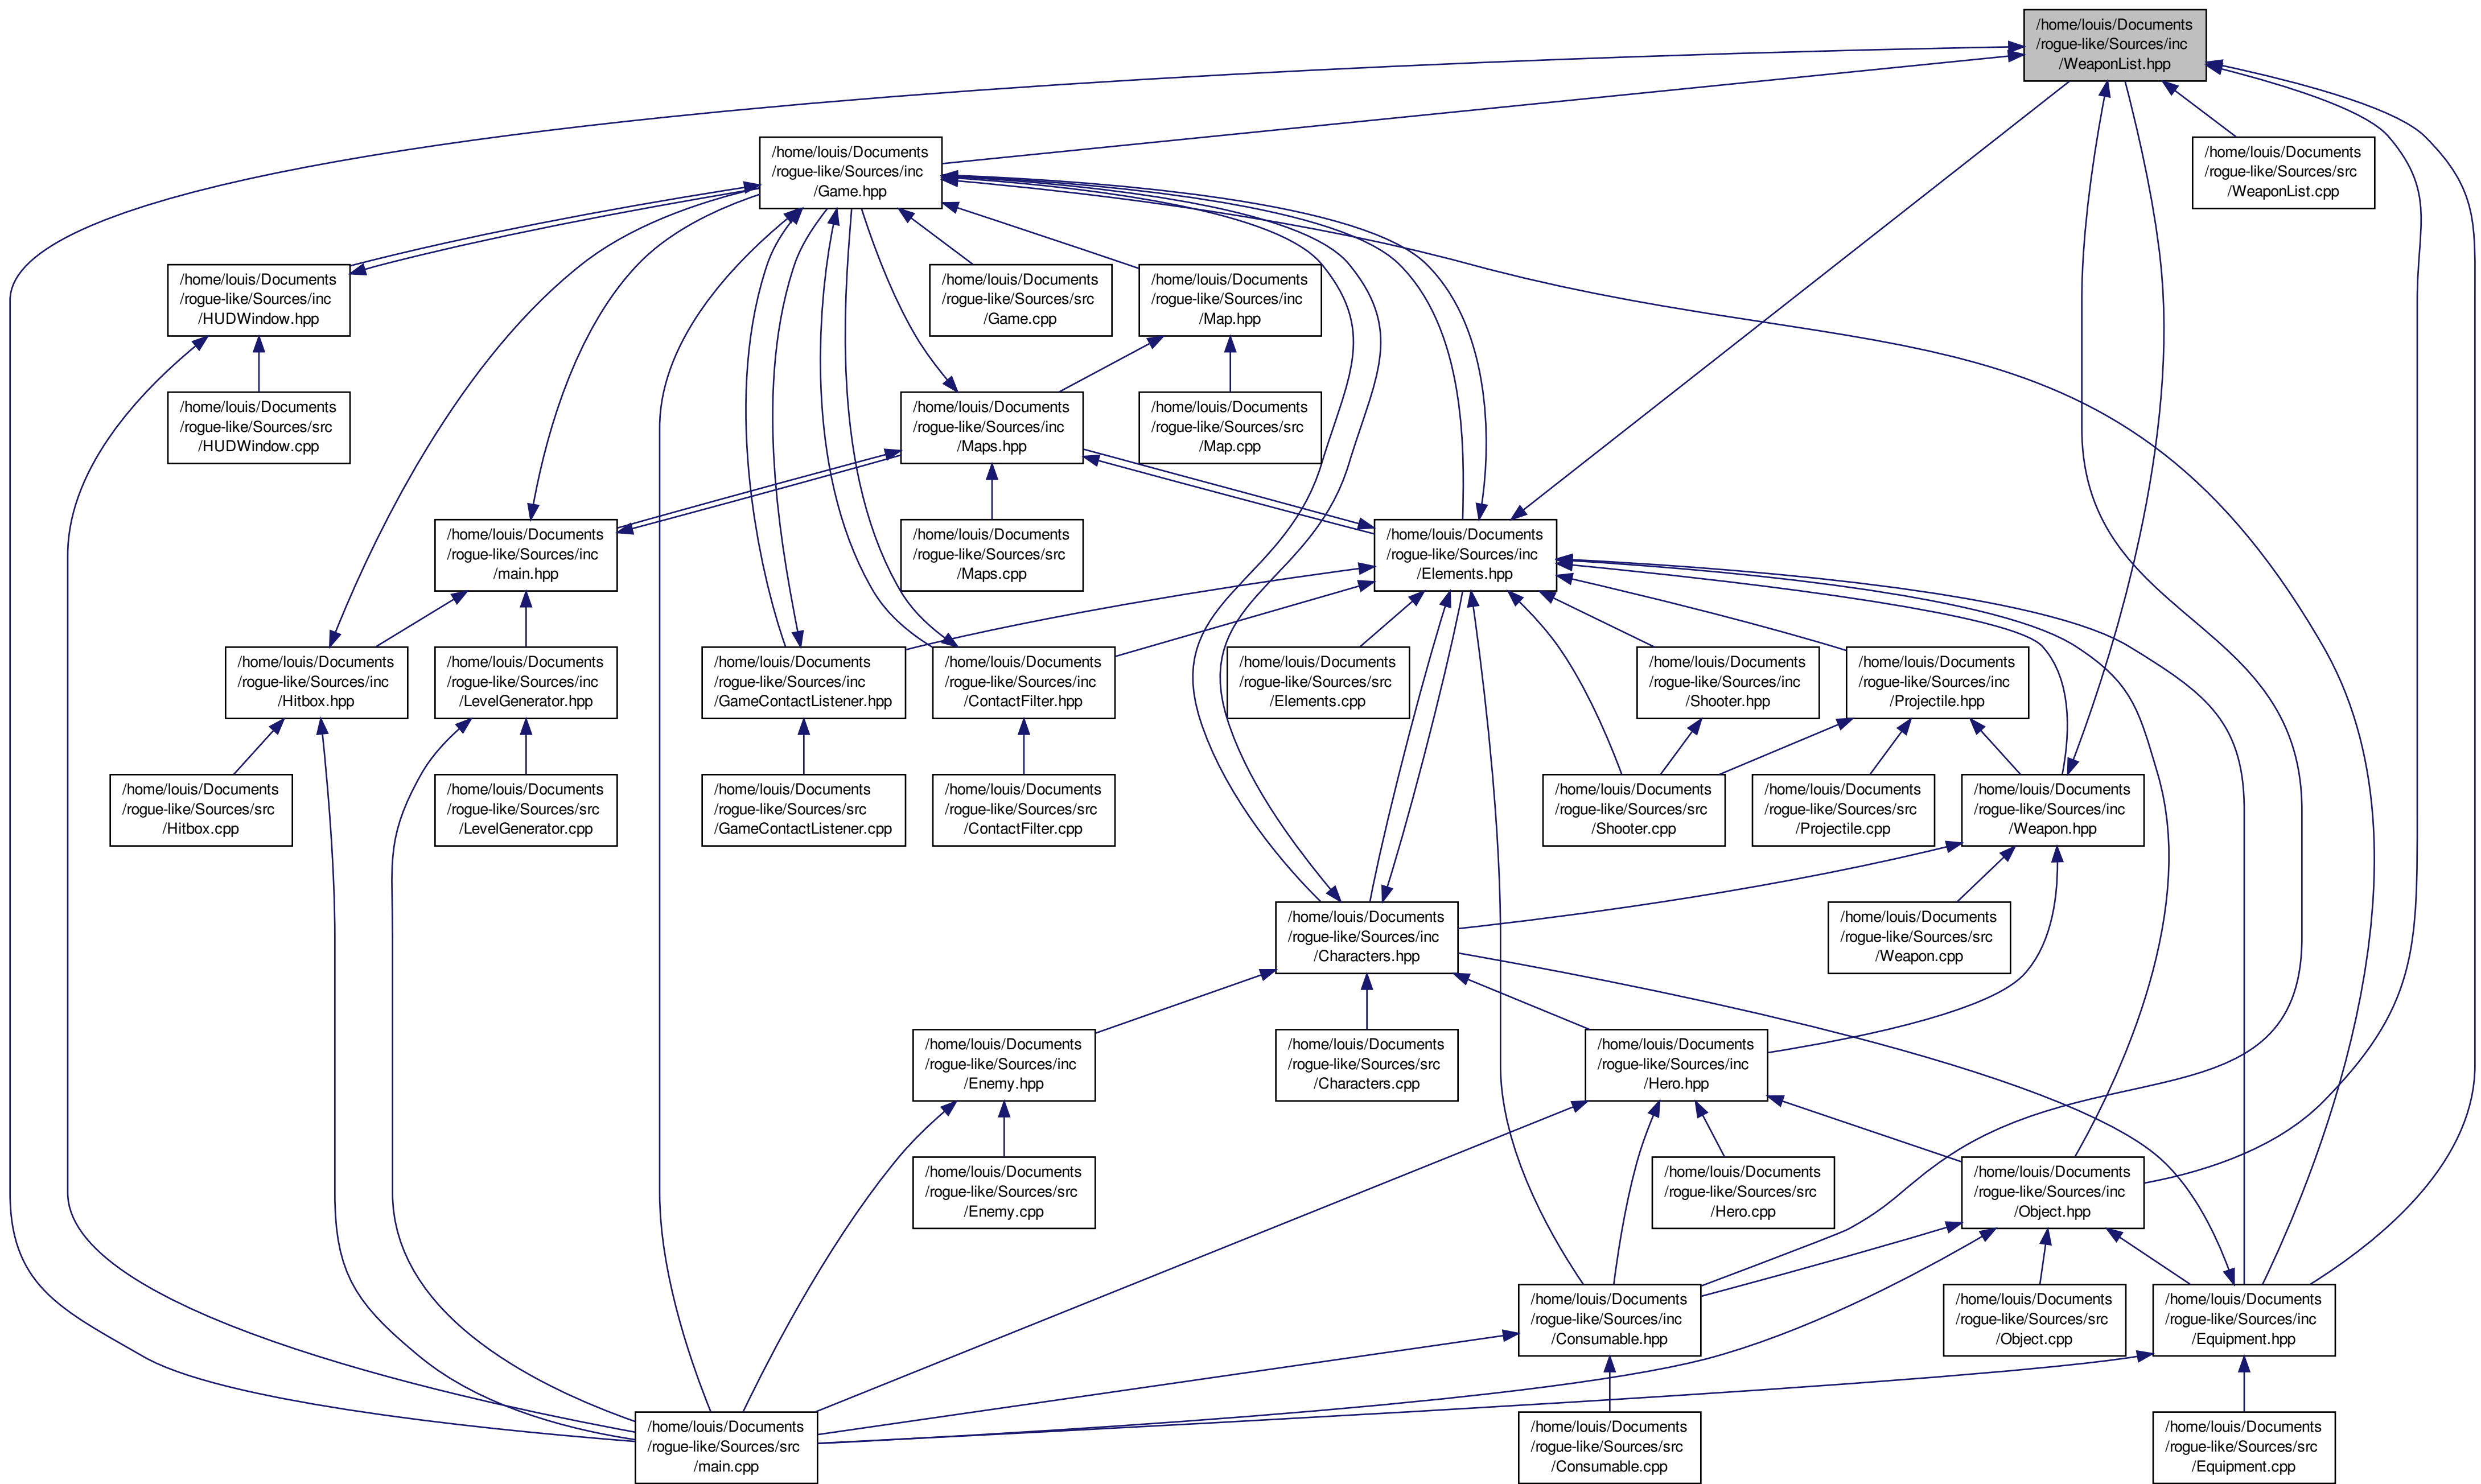 /home/louis/Documents
/rogue-like/Sources/inc
/WeaponList.hpp
/home/louis/Documents
/rogue-like/Sources/inc
/Game.hpp
/home/louis/Documents
/rogue-like/Sources/src
/WeaponList.cpp
/home/louis/Documents
/rogue-like/Sources/inc
/HUDWindow.hpp
/home/louis/Documents
/rogue-like/Sources/src
/Game.cpp
/home/louis/Documents
/rogue-like/Sources/inc
/Map.hpp
/home/louis/Documents
/rogue-like/Sources/src
/HUDWindow.cpp
/home/louis/Documents
/rogue-like/Sources/inc
/Maps.hpp
/home/louis/Documents
/rogue-like/Sources/src
/Map.cpp
/home/louis/Documents
/rogue-like/Sources/inc
/main.hpp
/home/louis/Documents
/rogue-like/Sources/src
/Maps.cpp
/home/louis/Documents
/rogue-like/Sources/inc
/Elements.hpp
/home/louis/Documents
/rogue-like/Sources/inc
/Hitbox.hpp
/home/louis/Documents
/rogue-like/Sources/inc
/LevelGenerator.hpp
/home/louis/Documents
/rogue-like/Sources/inc
/GameContactListener.hpp
/home/louis/Documents
/rogue-like/Sources/inc
/ContactFilter.hpp
/home/louis/Documents
/rogue-like/Sources/src
/Elements.cpp
/home/louis/Documents
/rogue-like/Sources/inc
/Shooter.hpp
/home/louis/Documents
/rogue-like/Sources/inc
/Projectile.hpp
/home/louis/Documents
/rogue-like/Sources/src
/Hitbox.cpp
/home/louis/Documents
/rogue-like/Sources/src
/LevelGenerator.cpp
/home/louis/Documents
/rogue-like/Sources/src
/GameContactListener.cpp
/home/louis/Documents
/rogue-like/Sources/src
/ContactFilter.cpp
/home/louis/Documents
/rogue-like/Sources/src
/Shooter.cpp
/home/louis/Documents
/rogue-like/Sources/src
/Projectile.cpp
/home/louis/Documents
/rogue-like/Sources/inc
/Weapon.hpp
/home/louis/Documents
/rogue-like/Sources/inc
/Characters.hpp
/home/louis/Documents
/rogue-like/Sources/src
/Weapon.cpp
/home/louis/Documents
/rogue-like/Sources/inc
/Enemy.hpp
/home/louis/Documents
/rogue-like/Sources/src
/Characters.cpp
/home/louis/Documents
/rogue-like/Sources/inc
/Hero.hpp
/home/louis/Documents
/rogue-like/Sources/src
/Enemy.cpp
/home/louis/Documents
/rogue-like/Sources/src
/Hero.cpp
/home/louis/Documents
/rogue-like/Sources/inc
/Object.hpp
/home/louis/Documents
/rogue-like/Sources/inc
/Consumable.hpp
/home/louis/Documents
/rogue-like/Sources/src
/Object.cpp
/home/louis/Documents
/rogue-like/Sources/inc
/Equipment.hpp
/home/louis/Documents
/rogue-like/Sources/src
/main.cpp
/home/louis/Documents
/rogue-like/Sources/src
/Consumable.cpp
/home/louis/Documents
/rogue-like/Sources/src
/Equipment.cpp